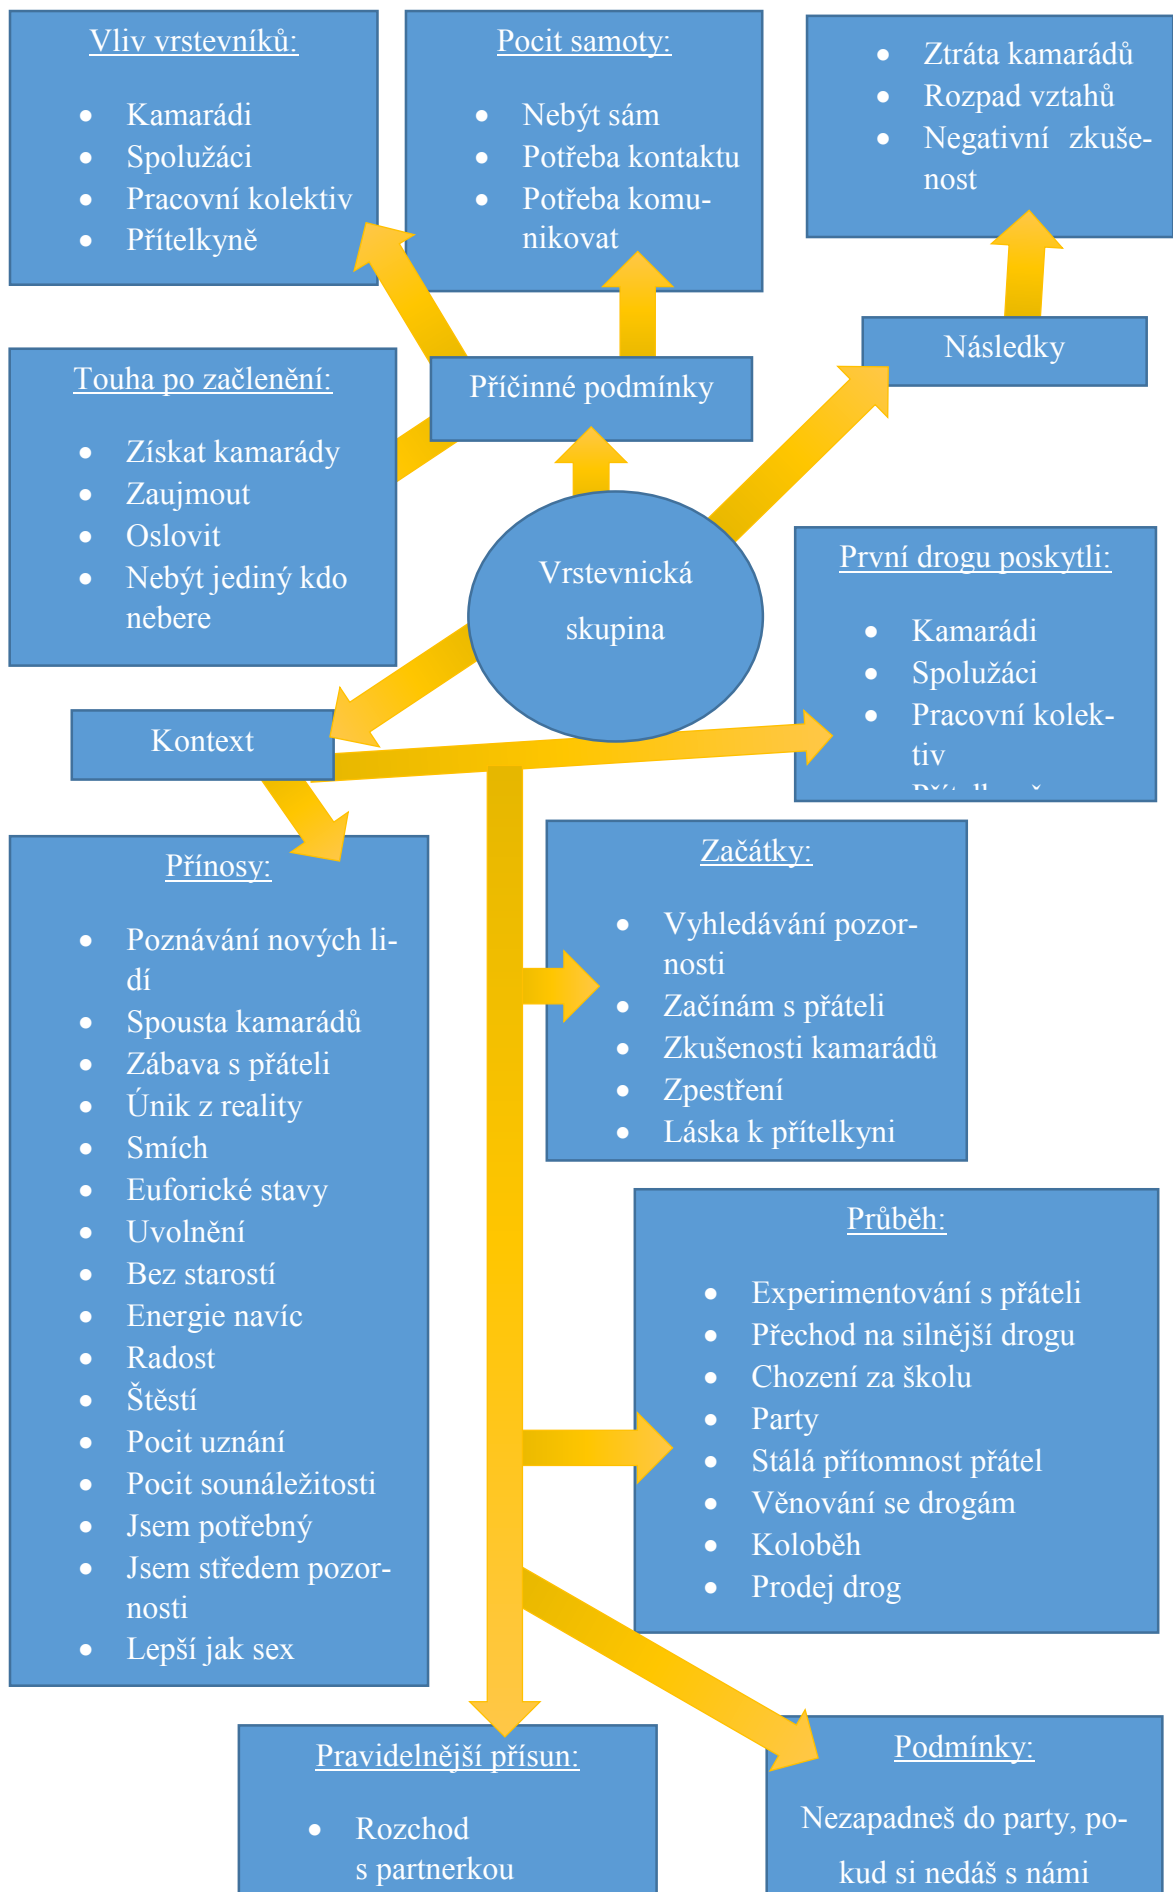 Vliv vrstevníků:
• Kamarádi
• Spolužáci
• Pracovní kolektiv
• Přítelkyně
Pocit samoty:
• Nebýt sám
• Potřeba kontaktu
• Potřeba komu-
nikovat
• Ztráta kamarádů
• Rozpad vztahů
• Negativní zkuše-
nost
Následky
Příčinné podmínky
Touha po začlenění:
• Získat kamarády
• Zaujmout
• Oslovit
• Nebýt jediný kdo
nebere
Vrstevnická
skupina
První drogu poskytli:
• Kamarádi
• Spolužáci
• Pracovní kolek-
tiv
Kontext
Přínosy:
• Poznávání nových li-
dí
• Spousta kamarádů
• Zábava s přáteli
• Únik z reality
• Smích
• Euforické stavy
• Uvolnění
• Bez starostí
• Energie navíc
• Radost
• Štěstí
• Pocit uznání
• Pocit sounáležitosti
• Jsem potřebný
• Jsem středem pozor-
nosti
• Lepší jak sex
Začátky:
• Vyhledávání pozor-
nosti
• Začínám s přáteli
• Zkušenosti kamarádů
• Zpestření
• Láska k přítelkyni
Průběh:
• Experimentování s přáteli
• Přechod na silnější drogu
• Chození za školu
• Party
• Stálá přítomnost přátel
• Věnování se drogám
• Koloběh
• Prodej drog
Pravidelnější přísun:
• Rozchod
s partnerkou
Podmínky:
Nezapadneš do party, po-
kud si nedáš s námi